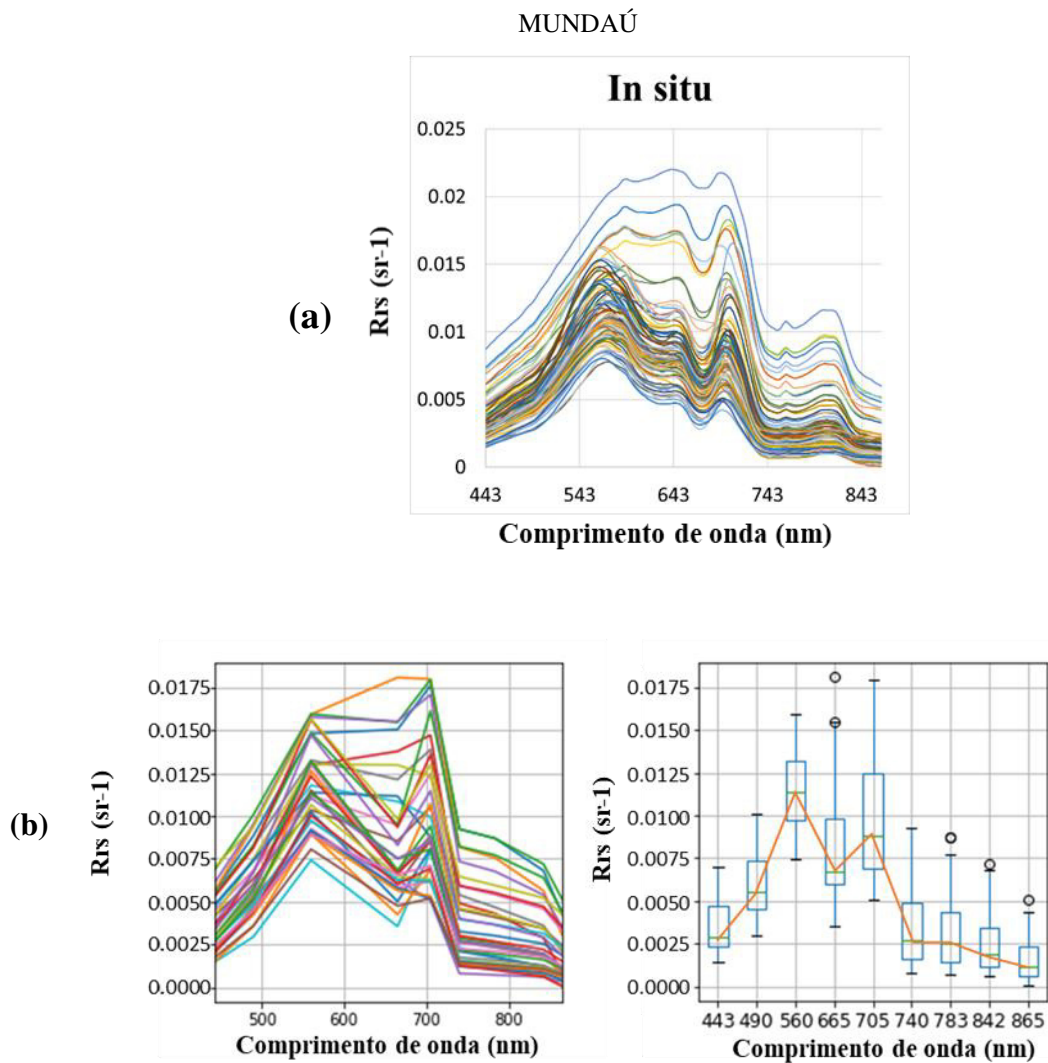 MUNDAÚ
In situ
(a)
Rrs (sr-1)
0.025
0.02
0.015
0.01
0.005
0
443 543 643 743 843
Comprimento de onda (nm)
(b)
Rrs (sr-1)
0.0175
0.0150
0.0125
0.0100
0.0075
0.0050
0.0025
0.0000
500 600 700 800
Comprimento de onda (nm)
Rrs (sr-1)
0.0175
0.0150
0.0125
0.0100
0.0075
0.0050
0.0025
0.0000
443 490 560 665 705 740 783 842 865
Comprimento de onda (nm)